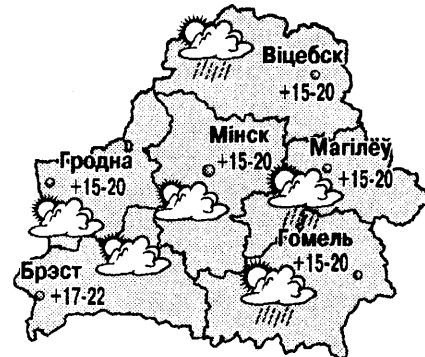 Віцебск
+15-20
Мінск
+15-20
Магілёў
+15-20
Гродна
+15-20
Гомель
+15-20
Брэст
+17-22